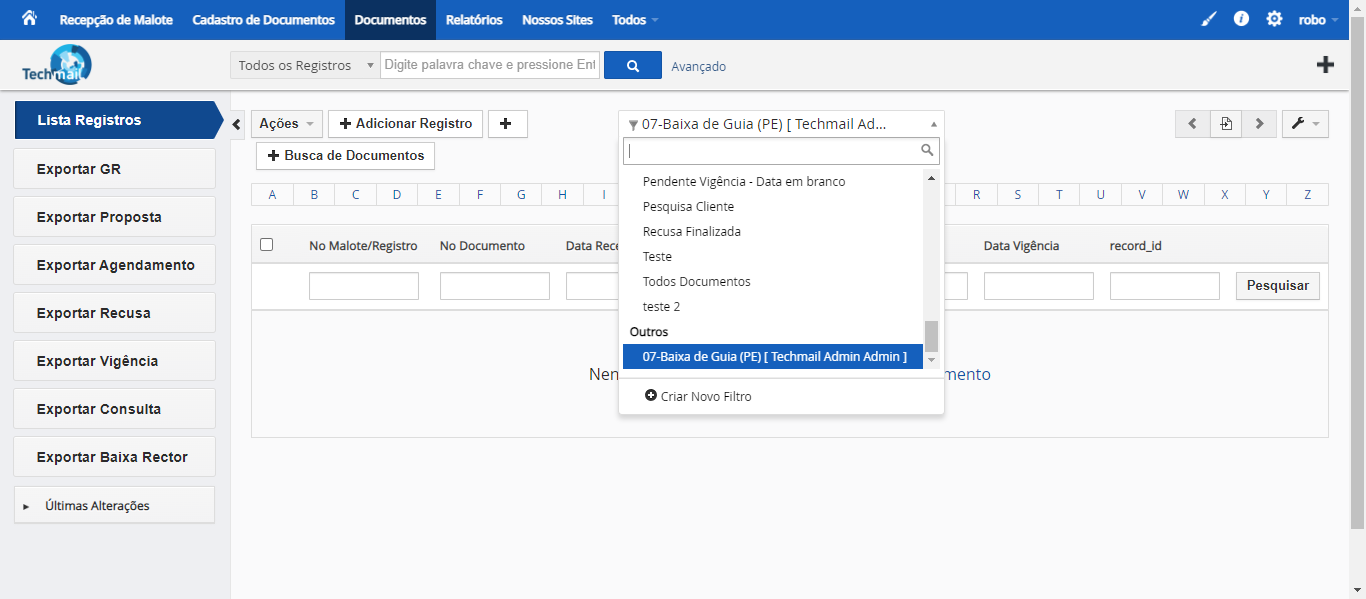 Recepção de Malote Cadastro de Documentos Documentos Relatórios Nossos Sites Todos robo
Techmail
Todos os Registros Digite palavra chave e pressione Ent Avançado
Lista Registros
Exportar GR
Exportar Proposta
Exportar Agendamento
Exportar Recusa
Exportar Vigência
Exportar Consulta
Exportar Baixa Rector
Últimas Alterações
Ações Adicionar Registro 07-Baixa de Guia (PE) [ Techmail Ad...
Busca de Documentos
A B C D E F G H I R S T U V W X Y Z
No Malote/Registro No Documento Data Rece Data Vigência record_id
Pesquisar
Pendente Vigência - Data em branco
Pesquisa Cliente
Recusa Finalizada
Teste
Todos Documentos
teste 2
Outros
07-Baixa de Guia (PE) [ Techmail Admin Admin ]
Criar Novo Filtro
Nen mento